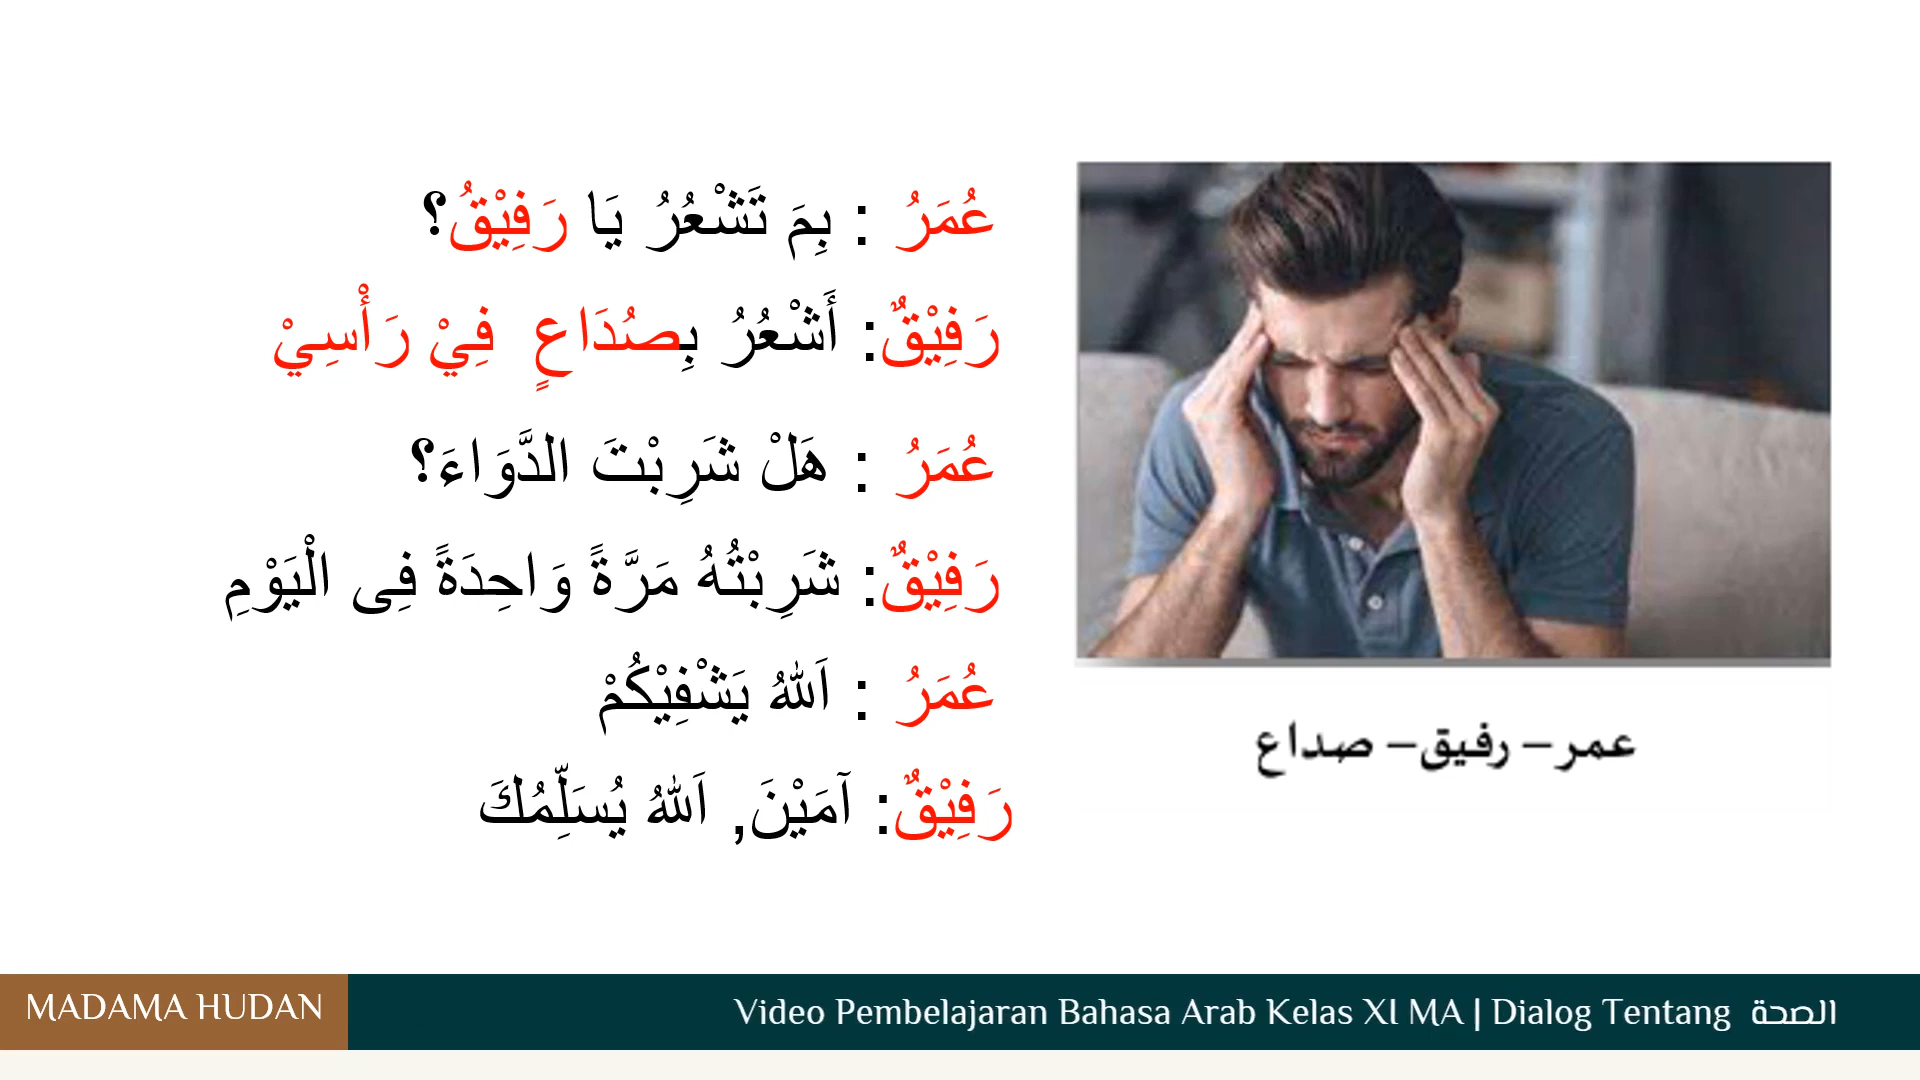 عُمَرُ : بِمَ تَشْعُرُ يَا رَفِيْقُ؟
رَفِيْقٌ: أَشْعُرُ بِصُدَاعٍ فِيْ رَأْسِيْ
عُمَرُ : هَلْ شَرِبْتَ الدَّوَاءَ؟
رَفِيْقٌ: شَرِبْتُهُ مَرَّةً وَاحِدَةً فِى الْيَوْمِ
عُمَرُ : اَللهُ يَشْفِيْكُمْ
رَفِيْقٌ: آمَيْنَ, اَللهُ يُسَلِّمُكَ
عمر – رفيق – صداع
MADAMA HUDAN
Video Pembelajaran Bahasa Arab Kelas XI MA | Dialog Tentang الصحة